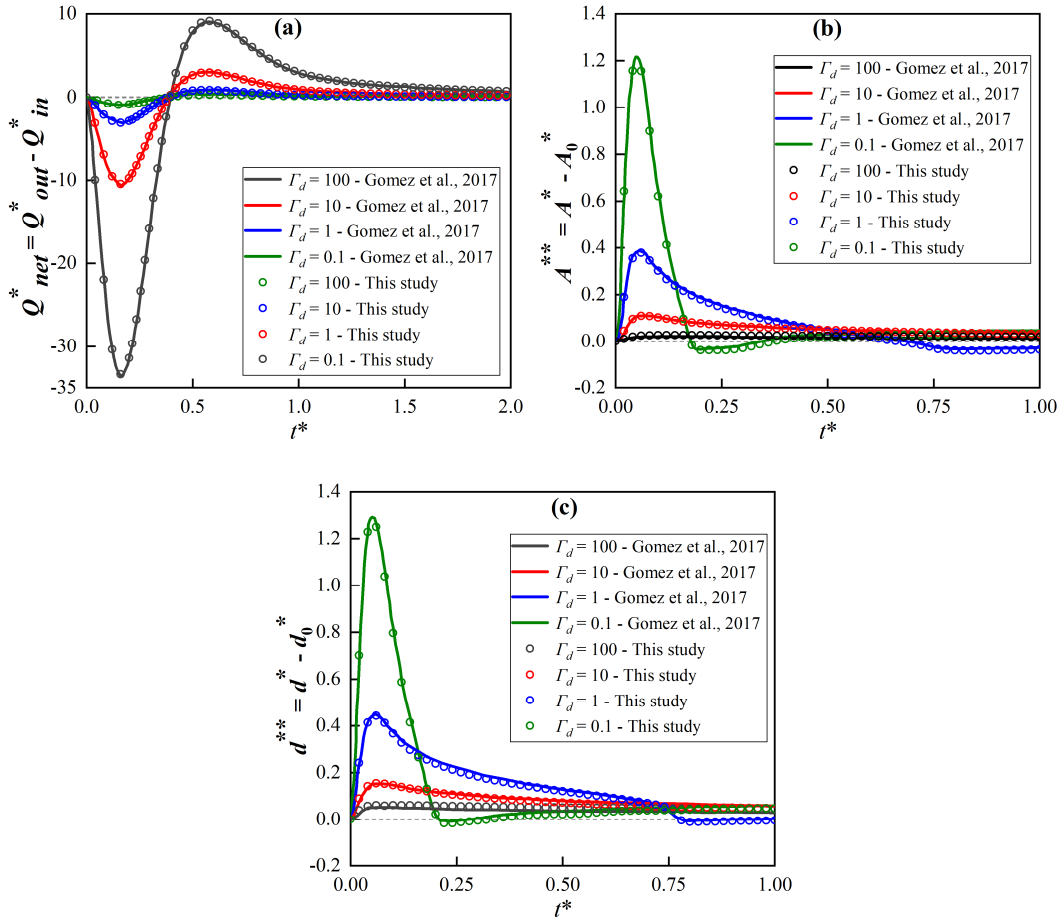 (a)
10
0
-10
-20
-30
-35
0.0
0.5
1.0
1.5
2.0
t*
Q*net = Q*out - Q*in
Γd = 100 - Gomez et al., 2017
Γd = 10 - Gomez et al., 2017
Γd = 1 - Gomez et al., 2017
Γd = 0.1 - Gomez et al., 2017
Γd = 100 - This study
Γd = 10 - This study
Γd = 1 - This study
Γd = 0.1 - This study
(b)
1.4
1.2
1.0
0.8
0.6
0.4
0.2
0.0
-0.2
0.00
0.25
0.50
0.75
1.00
t*
A** = A* - A0*
Γd = 100 - Gomez et al., 2017
Γd = 10 - Gomez et al., 2017
Γd = 1 - Gomez et al., 2017
Γd = 0.1 - Gomez et al., 2017
Γd = 100 - This study
Γd = 10 - This study
Γd = 1 - This study
Γd = 0.1 - This study
(c)
1.4
1.2
1.0
0.8
0.6
0.4
0.2
0.0
-0.2
0.00
0.25
0.50
0.75
1.00
t*
d** = d* - d0*
Γd = 100 - Gomez et al., 2017
Γd = 10 - Gomez et al., 2017
Γd = 1 - Gomez et al., 2017
Γd = 0.1 - Gomez et al., 2017
Γd = 100 - This study
Γd = 10 - This study
Γd = 1 - This study
Γd = 0.1 - This study